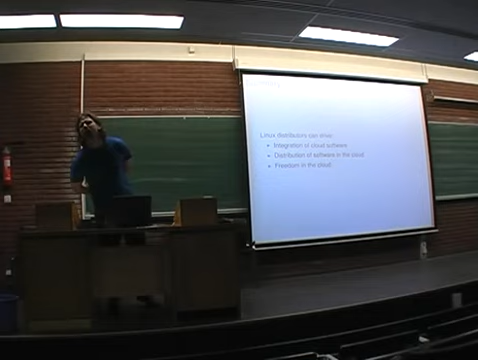 Linux distributors can drive:
Integration of cloud software
Distribution of software in the cloud
Freedom in the cloud